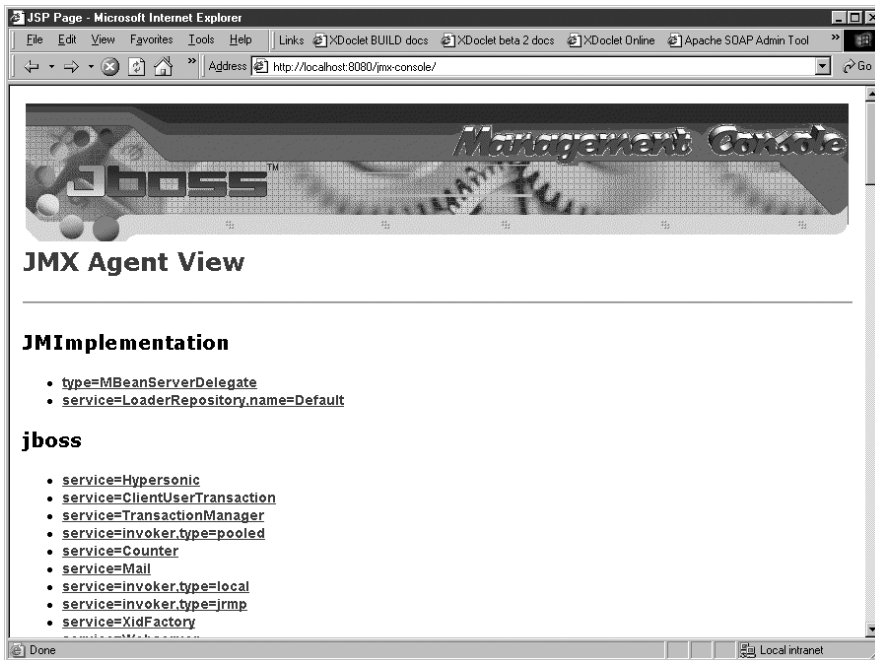 JSP Page - Microsoft Internet Explorer
File Edit View Favorites Tools Help Links XDoclet BUILD docs XDoclet beta 2 docs XDoclet Online Apache SOAP Admin Tool »
» Address http://localhost:8080/jmx-console/ Go
Management Console
Jboss™
JMX Agent View
JMImplementation
• type=MBeanServerDelegate
• service=LoaderRepository,name=Default
jboss
• service=Hypersonic
• service=ClientUserTransaction
• service=TransactionManager
• service=invoker,type=pooled
• service=Counter
• service=Mail
• service=invoker,type=local
• service=invoker,type=jrmp
• service=XidFactory
Done Local intranet